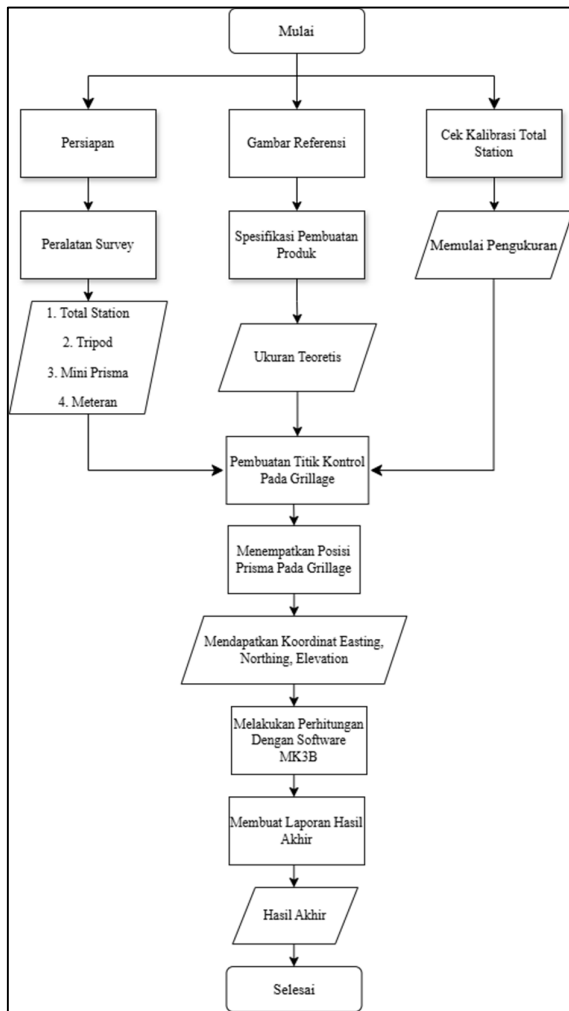 Mulai
Persiapan
Gambar Referensi
Cek Kalibrasi Total
Station
Peralatan Survey
Spesifikasi Pembuatan
Produk
Memulai Pengukuran
1. Total Station
2. Tripod
3. Mini Prisma
4. Meteran
Ukuran Teoretis
Pembuatan Titik Kontrol
Pada Grillage
Menempatkan Posisi
Prisma Pada Grillage
Mendapatkan Koordinat Easting,
Northing, Elevation
Melakukan Perhitungan
Dengan Software
MK3B
Membuat Laporan Hasil
Akhir
Hasil Akhir
Selesai